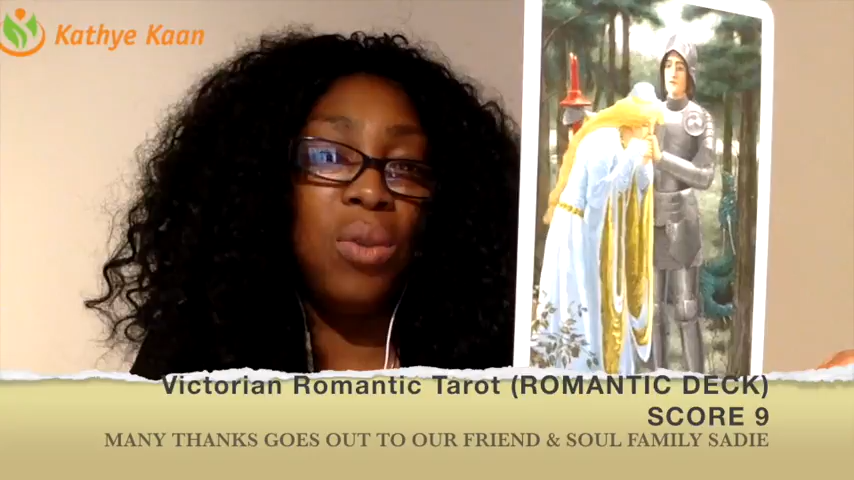 Kathye Kaan
Victorian Romantic Tarot (ROMANTIC DECK)
SCORE 9
MANY THANKS GOES OUT TO OUR FRIEND & SOUL FAMILY SADIE